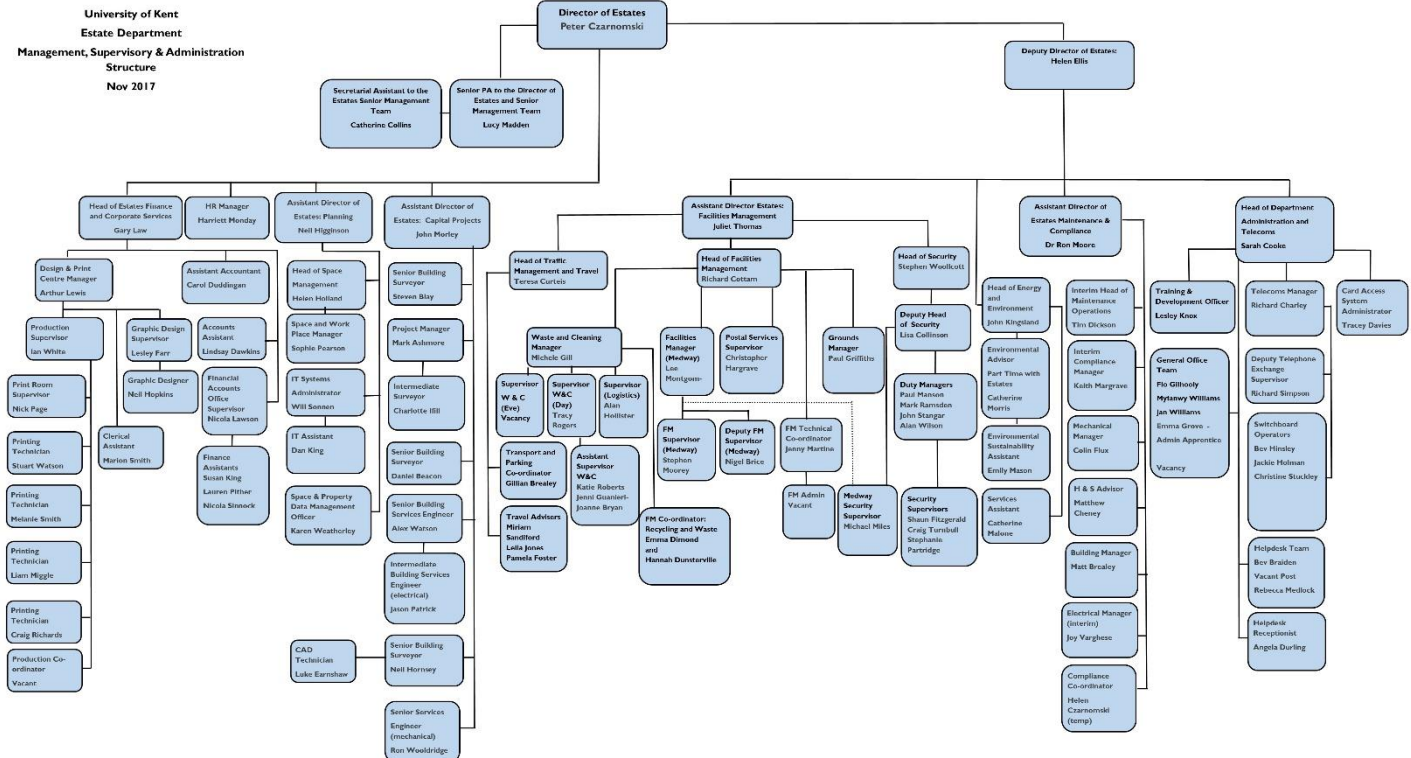 University of Kent
Estate Department
Management, Supervisory & Administration
Structure
Nov 2017
Director of Estates
Peter Czarnomski
Deputy Director of Estates:
Helen Ellis
Secretarial Assistant to the
Estates Senior Management
Team
Catherine Collins
Senior PA to the Director of
Estates and Senior
Management Team
Lucy Madden
Head of Estates Finance
and Corporate Services
Gary Law
HR Manager
Harriett Monday
Assistant Director of
Estates: Planning
Neil Higginson
Assistant Director of
Estates: Capital Projects
John Morley
Assistant Director Estates:
Facilities Management
Juliet Thomas
Assistant Director of
Estates Maintenance &
Compliance
Dr Ron Moore
Head of Department
Administration and
Telecoms
Sarah Cooke
Design & Print
Centre Manager
Arthur Lewis
Assistant Accountant
Carol Duddingan
Head of Space
Management
Helen Holland
Senior Building
Surveyor
Steven Blay
Head of Traffic
Management and Travel
Teresa Curteis
Head of Facilities
Management
Richard Cottam
Head of Security
Stephen Woollcott
Head of Energy
and
Environment
John Kingsland
Interim Head of
Maintenance
Operations
Tim Dickson
Training &
Development Officer
Lesley Knox
Telecoms Manager
Richard Charley
Card Access
System
Administrator
Tracey Davies
Production
Supervisor
Ian White
Graphic Design
Supervisor
Lesley Farr
Accounts
Assistant
Lindsay Dawkins
Space and Work
Place Manager
Sophie Pearson
Project Manager
Mark Ashmore
Waste and Cleaning
Manager
Michele Gill
Facilities
Manager
(Medway)
Lee
Montgom-
Postal Services
Supervisor
Christopher
Hargrave
Grounds
Manager
Paul Griffiths
Deputy Head
of Security
Lisa Collinson
Environmental
Advisor
Part Time with
Estates
Catherine
Morris
Interim
Compliance
Manager
Keith Margrave
General Office
Team
Flo Gilhooly
Mylanwy Williams
Jan Williams
Emma Grove -
Admin Apprentice
Vacancy
Deputy Telephone
Exchange
Supervisor
Richard Simpson
Print Room
Supervisor
Nick Page
Graphic Designer
Neil Hopkins
Financial
Accounts
Office
Supervisor
Nicola Lawson
IT Systems
Administrator
Will Sonnen
Intermediate
Surveyor
Charlotte Ifill
Supervisor
W & C
(Eve)
Vacancy
Supervisor
W&C
(Day)
Tracy
Rogers
Supervisor
(Logistics)
Alan
Hollister
Duty Managers
Paul Manson
Mark Ramsden
John Stangar
Alan Wilson
Printing
Technician
Stuart Watson
Clerical
Assistant
Marion Smith
IT Assistant
Dan King
Senior Building
Surveyor
Daniel Beacon
Transport and
Parking
Co-ordinator
Gillian Brealey
Assistant
Supervisor
W&C
Katie Roberts
Jenni Guanieri-
Joanne Bryan
FM
Supervisor
(Medway)
Stephen
Moorey
Deputy FM
Supervisor
(Medway)
Nigel Brice
FM Technical
Co-ordinator
Jenny Martine
Environmental
Sustainability
Assistant
Emily Mason
Mechanical
Manager
Colin Flux
Switchboard
Operators
Bev Hinsley
Jackie Holman
Christine Stuckley
Finance
Assistants
Susan King
Lauren Pither
Nicola Sinnock
Printing
Technician
Melanie Smith
Space & Property
Data Management
Officer
Karen Weatherley
Senior Building
Services Engineer
Alex Watson
Travel Advisors
Miriam
Sandiford
Leila Jones
Pamela Foster
FM Co-ordinator:
Recycling and Waste
Emma Dimond
and
Hannah Dunsterville
FM Admin
Vacant
Medway
Security
Supervisor
Michael Miles
Security
Supervisors
Shaun Fitzgerald
Craig Turnbull
Stephanie
Partridge
Services
Assistant
Catherine
Malone
H & S Advisor
Matthew
Cheney
Printing
Technician
Liam Miggle
Intermediate
Building Services
Engineer
(electrical)
Jason Patrick
Building Manager
Matt Brealey
Helpdesk Team
Bev Braiden
Vacant Post
Rebecca Medlock
Printing
Technician
Craig Richards
Electrical Manager
(interim)
Joy Varghese
Helpdesk
Receptionist
Angela Durling
Production Co-
ordinator
Vacant
CAD
Technician
Luke Earnshaw
Senior Building
Surveyor
Neil Hornsey
Compliance
Co-ordinator
Helen
Czarnomski
(temp)
Senior Services
Engineer
(mechanical)
Ron Wooldridge